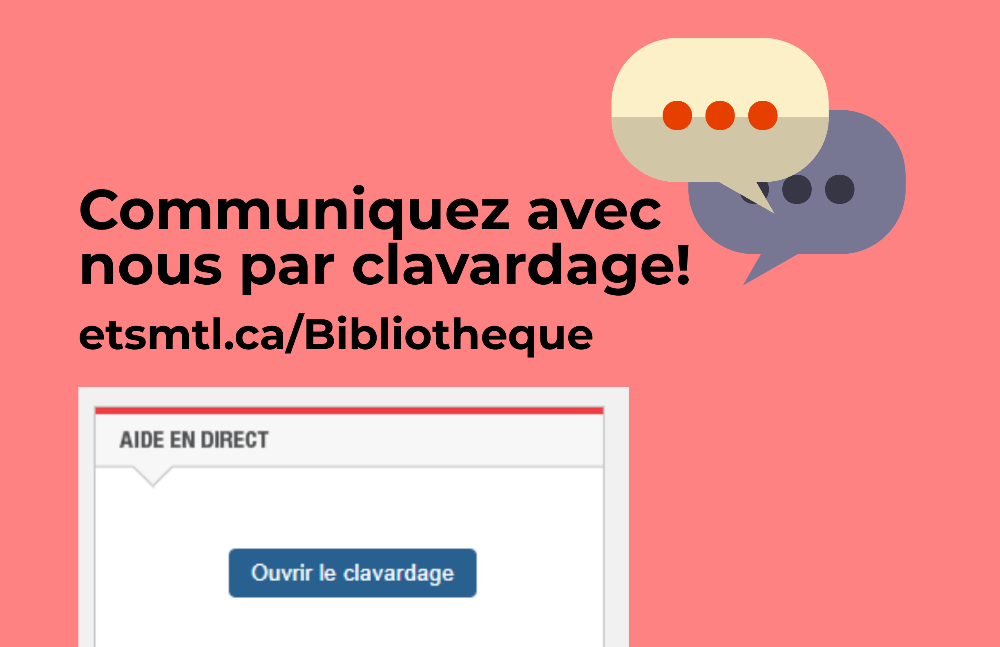 Communiquez avec
nous par clavardage!
etsmtl.ca/Bibliotheque
AIDE EN DIRECT
Ouvrir le clavardage